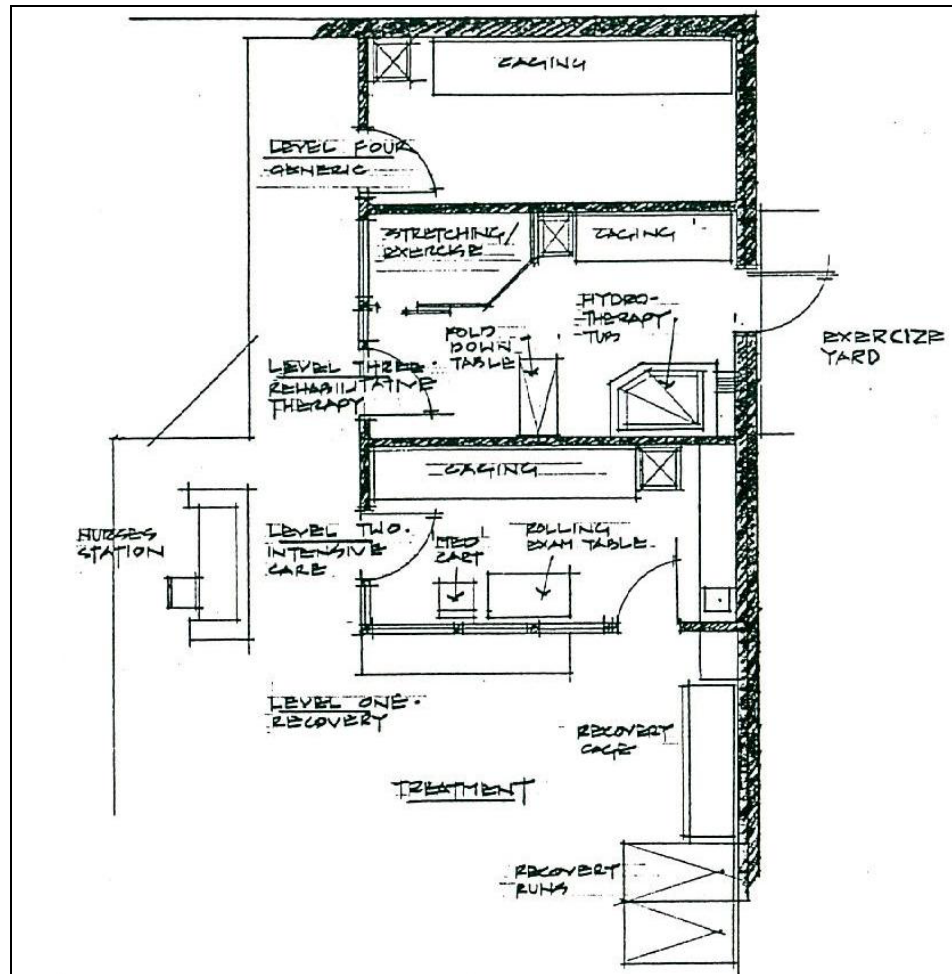 CAGING
LEVEL FOUR
GENERIC
STRETCHING/
EXERCISE
CAGING
HYDRO-
THERAPY
TUB
EXERCIZE
YARD
FOLD
DOWN
TABLE
LEVEL THREE-
REHABILITATIVE
THERAPY
CAGING
NURSES
STATION
LEVEL TWO-
INTENSIVE
CARE
MED
CART
ROLLING
EXAM TABLE
LEVEL ONE-
RECOVERY
RECOVERY
CAGE
TREATMENT
RECOVERY
RUNS